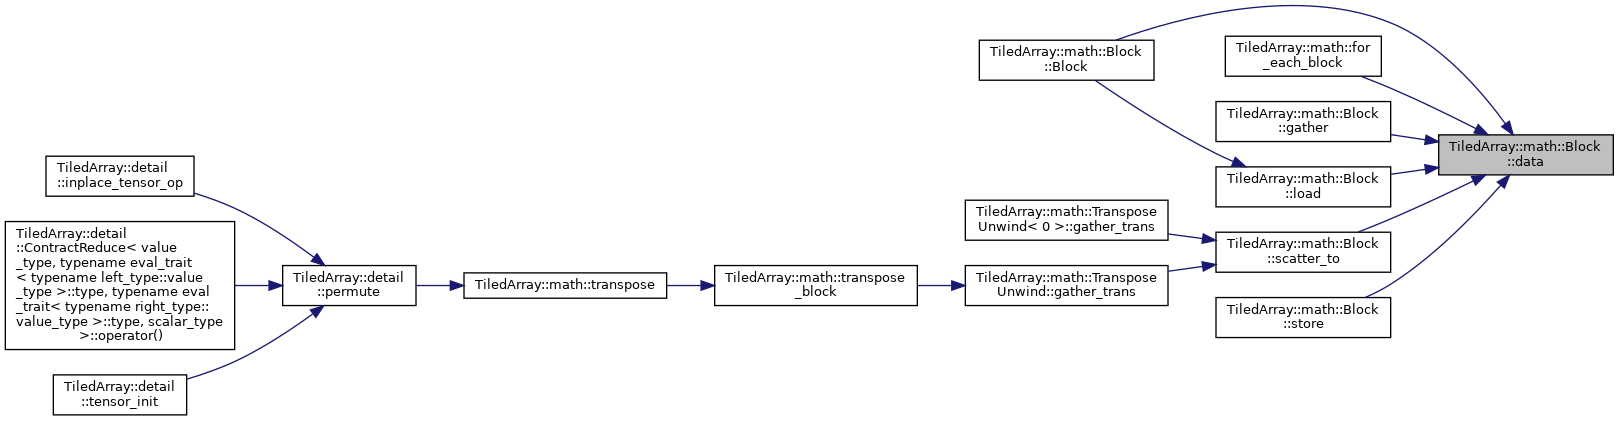 TiledArray::math::Block
::Block
TiledArray::math::for
_each_block
TiledArray::math::Block
::gather
TiledArray::math::Block
::data
TiledArray::detail
::inplace_tensor_op
TiledArray::math::Block
::load
TiledArray::math::Transpose
Unwind< 0 >::gather_trans
TiledArray::detail
::ContractReduce< value
_type, typename eval_trait
< typename left_type::value
_type >::type, typename eval
_trait< typename right_type::
value_type >::type, scalar_type
>::operator()
TiledArray::math::Block
::scatter_to
TiledArray::detail
::permute
TiledArray::math::transpose
TiledArray::math::transpose
_block
TiledArray::math::Transpose
Unwind::gather_trans
TiledArray::math::Block
::store
TiledArray::detail
::tensor_init